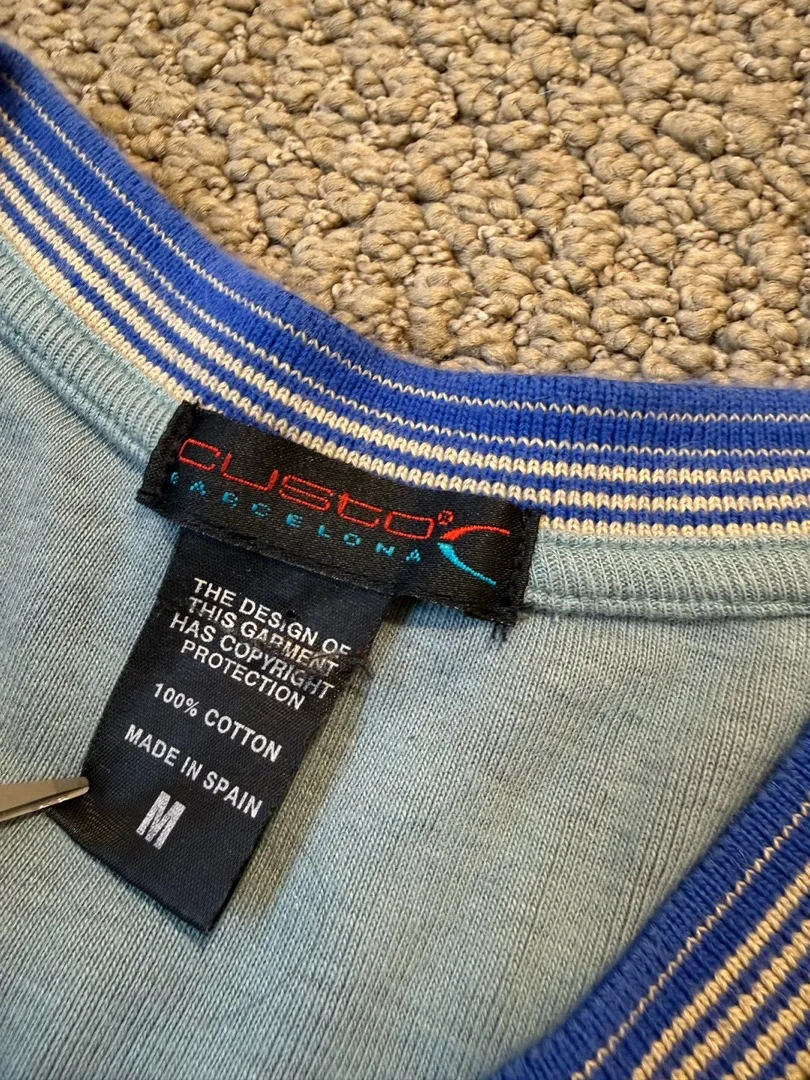 custo
BARCELONA
THE DESIGN OF
THIS GARMENT
HAS COPYRIGHT
PROTECTION
100% COTTON
MADE IN SPAIN
M